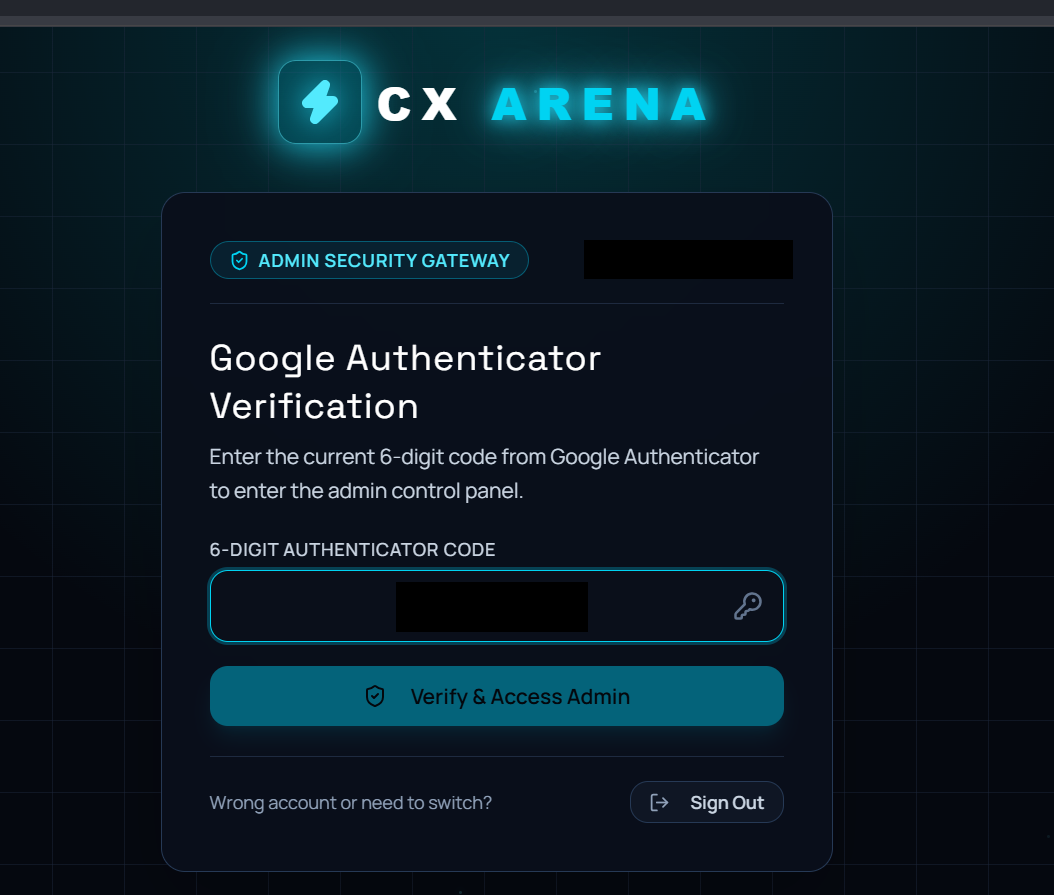 CX ARENA
ADMIN SECURITY GATEWAY
Google Authenticator
Verification
Enter the current 6-digit code from Google Authenticator
to enter the admin control panel.
6-DIGIT AUTHENTICATOR CODE
Verify & Access Admin
Wrong account or need to switch?
Sign Out